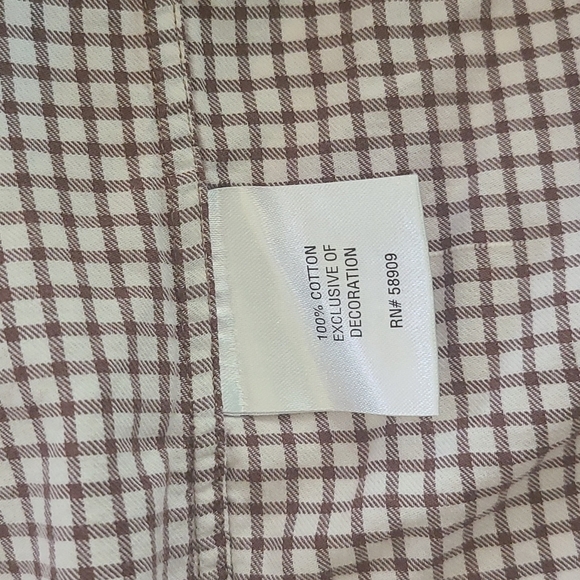 100% COTTON
EXCLUSIVE OF
DECORATION
RN# 58909